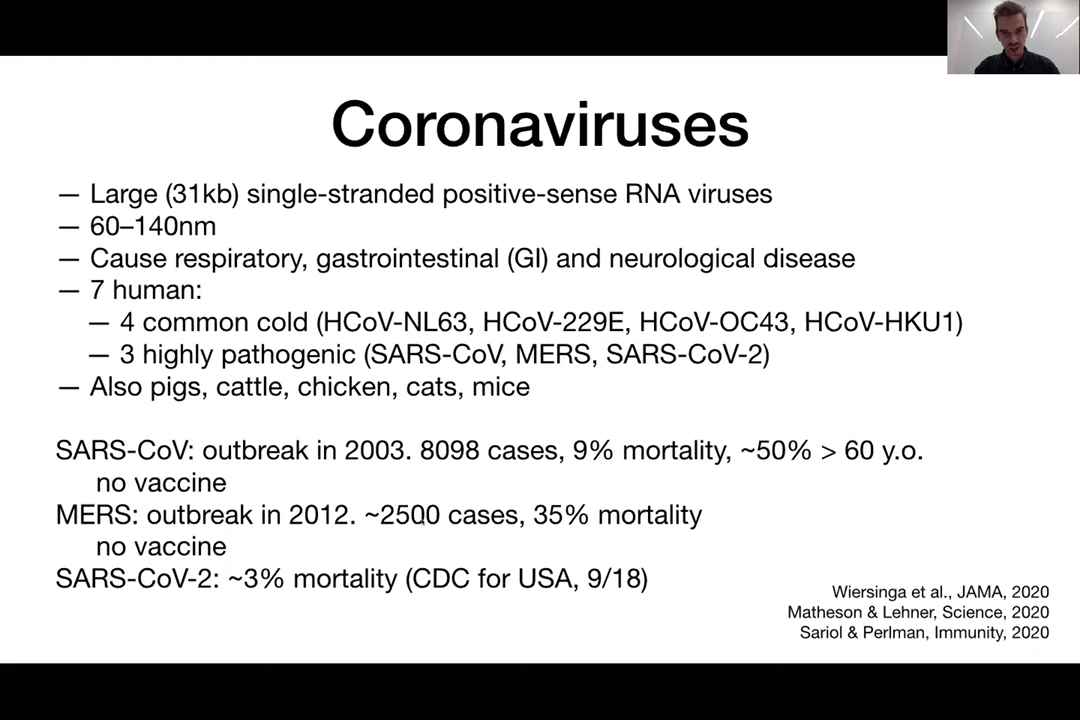 Coronaviruses
— Large (31kb) single-stranded positive-sense RNA viruses
— 60–140nm
— Cause respiratory, gastrointestinal (GI) and neurological disease
— 7 human:
— 4 common cold (HCoV-NL63, HCoV-229E, HCoV-OC43, HCoV-HKU1)
— 3 highly pathogenic (SARS-CoV, MERS, SARS-CoV-2)
— Also pigs, cattle, chicken, cats, mice
SARS-CoV: outbreak in 2003. 8098 cases, 9% mortality, ~50% > 60 y.o.
no vaccine
MERS: outbreak in 2012. ~2500 cases, 35% mortality
no vaccine
SARS-CoV-2: ~3% mortality (CDC for USA, 9/18)
Wiersinga et al., JAMA, 2020
Matheson & Lehner, Science, 2020
Sariol & Perlman, Immunity, 2020